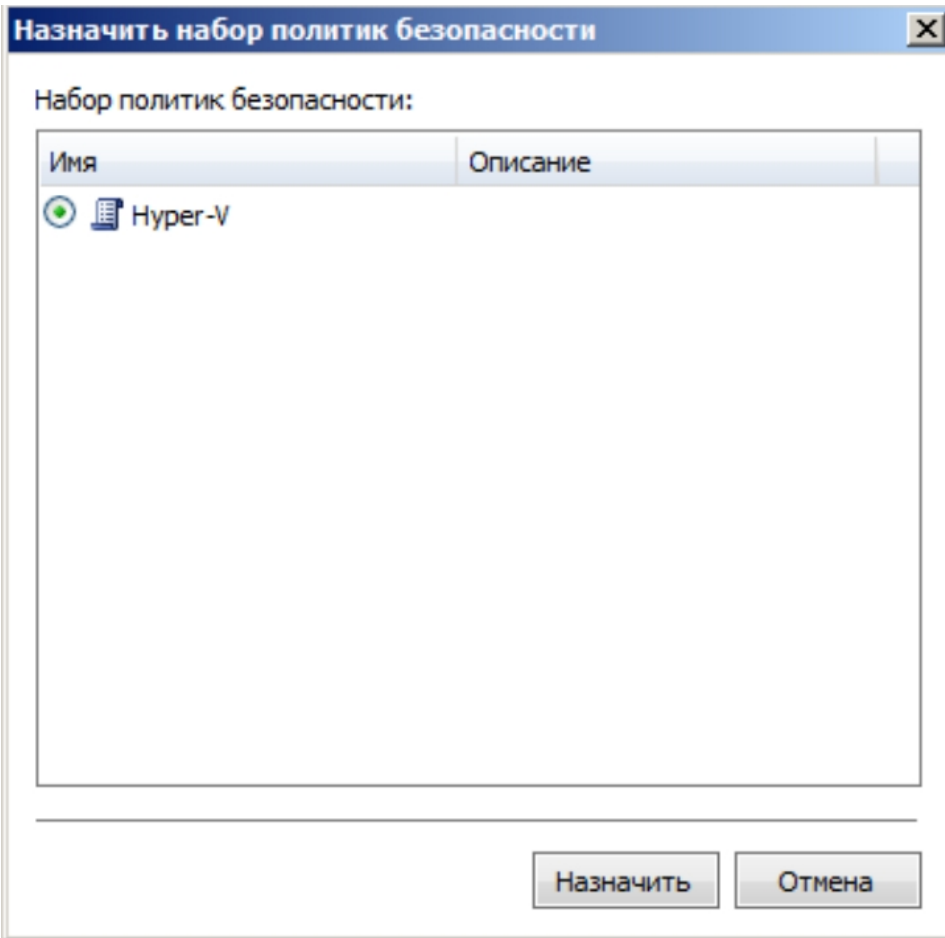 Назначить набор политик безопасности
Набор политик безопасности:
Имя Описание
Hyper-V
Назначить Отмена